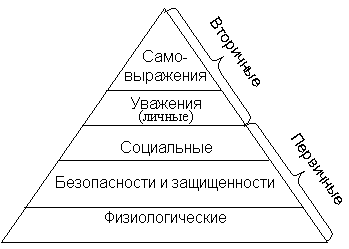 Само-
выражения
Уважения
(личные)
Социальные
Безопасности и защищенности
Физиологические
Вторичные
Первичные